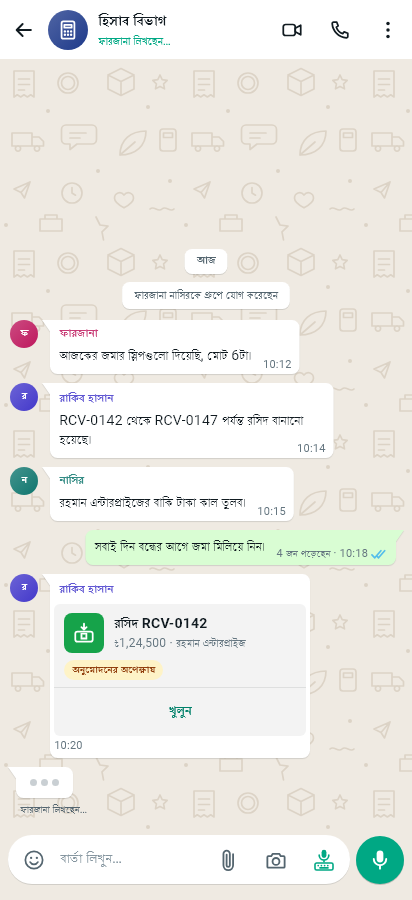 হিসাব বিভাগ
ফারজানা লিখছেন...
আজ
ফারজানা নাসিরকে গ্রুপে যোগ করেছেন
ফ
ফারজানা
আজকের জমার স্লিপগুলো দিয়েছি, মোট 6টা।
10:12
র
রাকিব হাসান
RCV-0142 থেকে RCV-0147 পর্যন্ত রসিদ বানানো
হয়েছে।
10:14
ন
নাসির
রহমান এন্টারপ্রাইজের বাকি টাকা কাল তুলব।
10:15
সবাই দিন বন্ধের আগে জমা মিলিয়ে নিন।
4 জন পড়েছেন · 10:18
র
রাকিব হাসান
রসিদ RCV-0142
৳1,24,500 · রহমান এন্টারপ্রাইজ
অনুমোদনের অপেক্ষায়
খুলুন
10:20
ফারজানা লিখছেন...
বার্তা লিখুন...